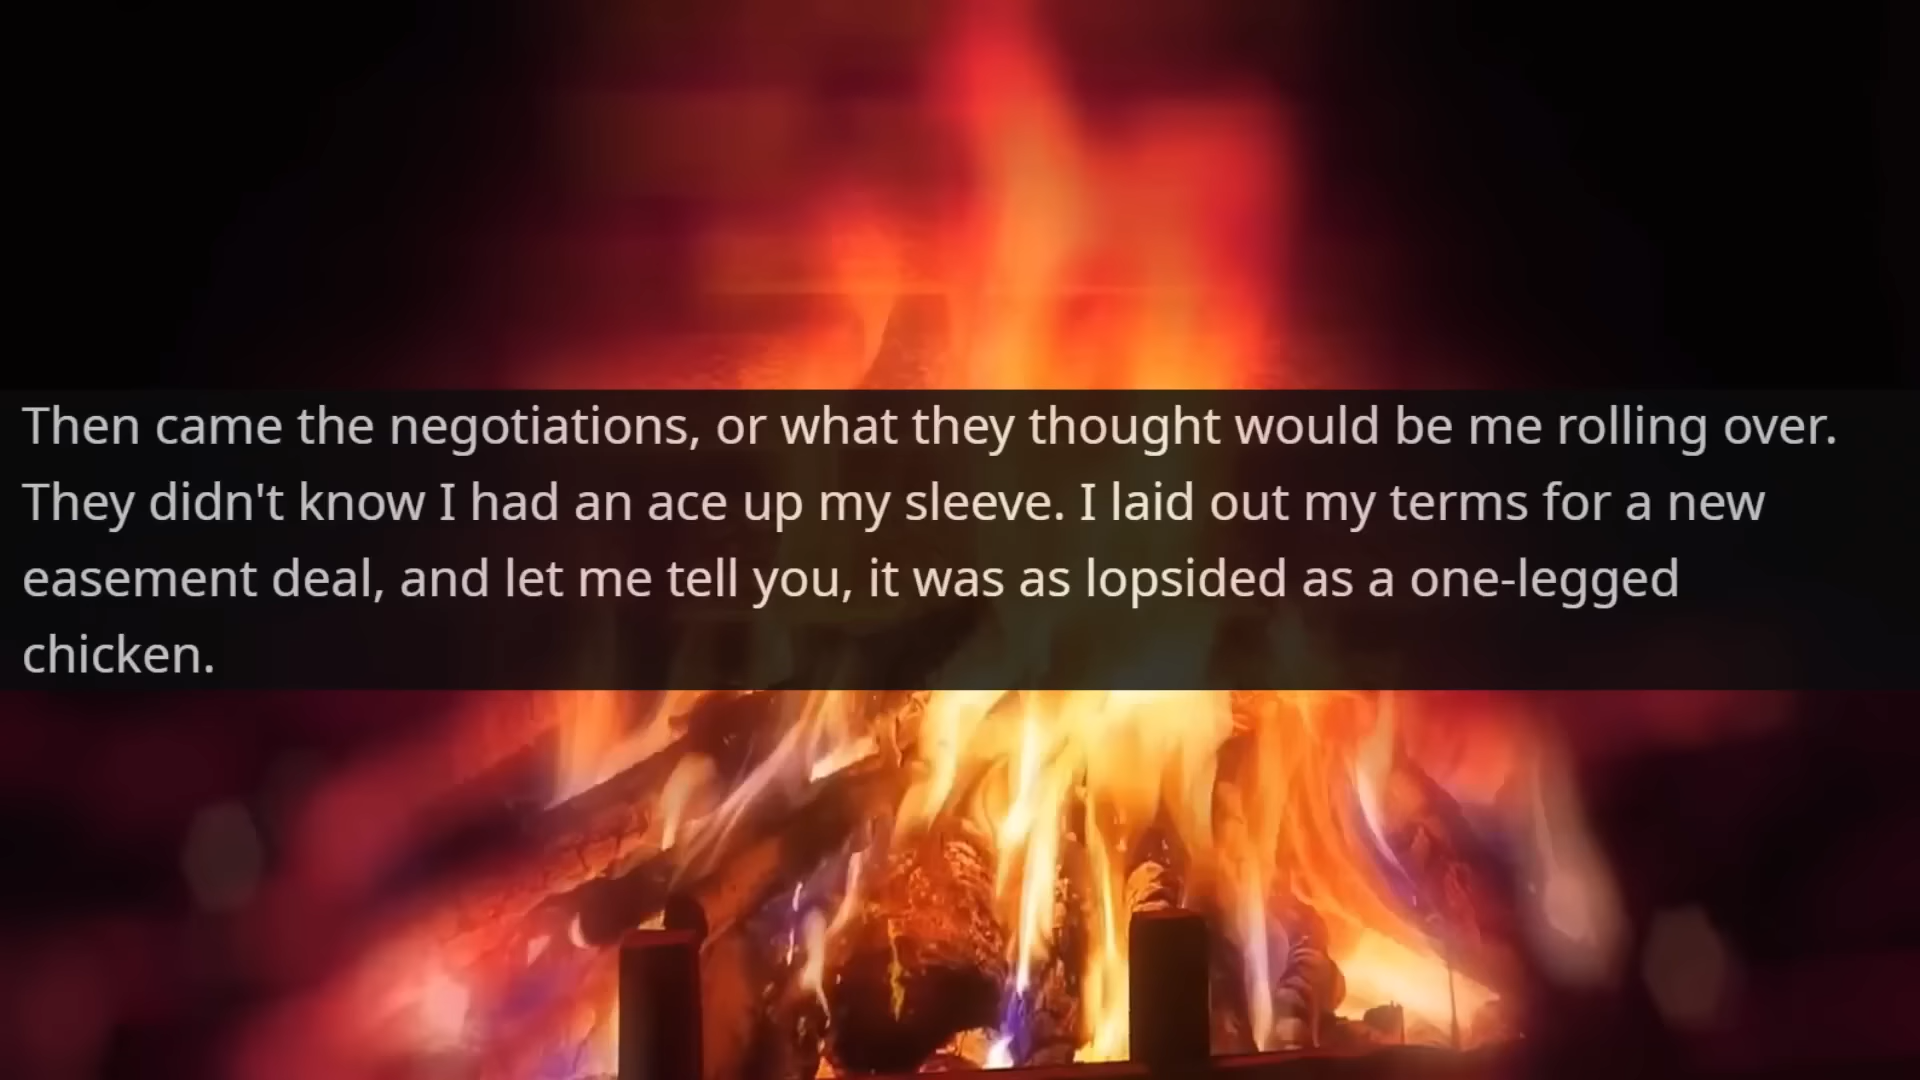 Then came the negotiations, or what they thought would be me rolling over.
They didn't know I had an ace up my sleeve. I laid out my terms for a new
easement deal, and let me tell you, it was as lopsided as a one-legged
chicken.